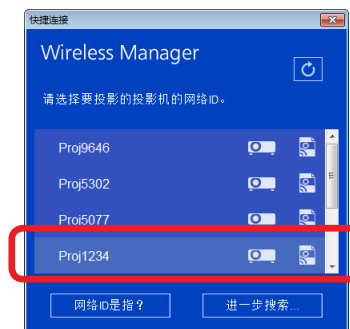 快捷连接
Wireless Manager
请选择要投影的投影机的网络ID。
Proj9646
Proj5302
Proj5077
Proj1234
网络ID是指？
进一步搜索...